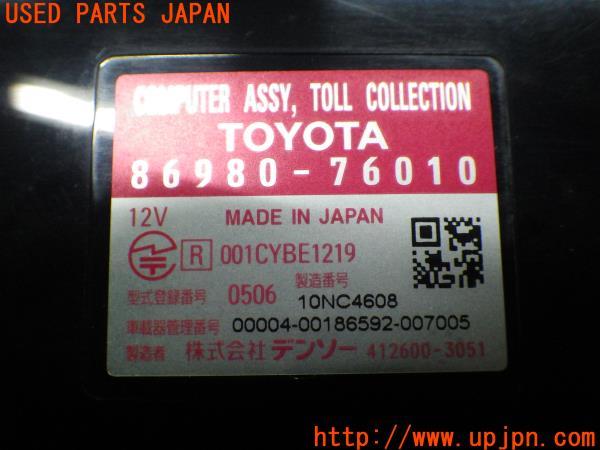 USED PARTS JAPAN
COMPUTER ASSY, TOLL COLLECTION
TOYOTA
86980-76010
12V MADE IN JAPAN
R 001CYBE1219
型式登録番号 0506 製造番号 10NC4608
車載器管理番号 00004-00186592-007005
製造者 株式会社 デンソー 412600-3051
http://www.upjpn.com